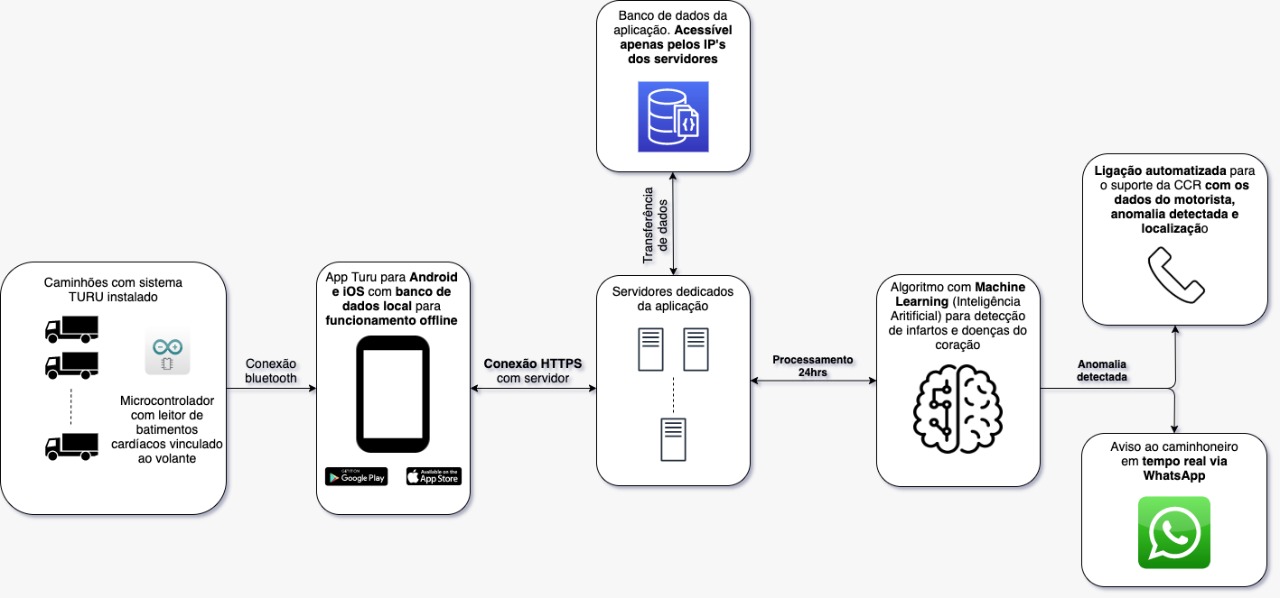 Banco de dados da
aplicação. Acessível
apenas pelos IP's
dos servidores
Transferência
de dados
Caminhões com sistema
TURU instalado
Microcontrolador
com leitor de
batimentos
cardíacos vinculado
ao volante
Conexão
bluetooth
App Turu para Android
e iOS com banco de
dados local para
funcionamento offline
GET IT ON
Google Play
Available on the
App Store
Conexão HTTPS
com servidor
Servidores dedicados
da aplicação
Processamento
24hrs
Algoritmo com Machine
Learning (Inteligência
Aritificial) para detecção
de infartos e doenças do
coração
Anomalia
detectada
Ligação automatizada para
o suporte da CCR com os
dados do motorista,
anomalia detectada e
localização
Aviso ao caminhoneiro
em tempo real via
WhatsApp